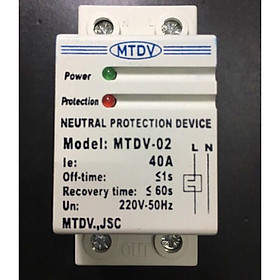 MTDV
Power
Protection
NEUTRAL PROTECTION DEVICE
Model: MTDV-02 L N
Ie: 40A
Off-time: ≤1s
Recovery time: ≤ 60s
Un: 220V-50Hz
MTDV.,JSC